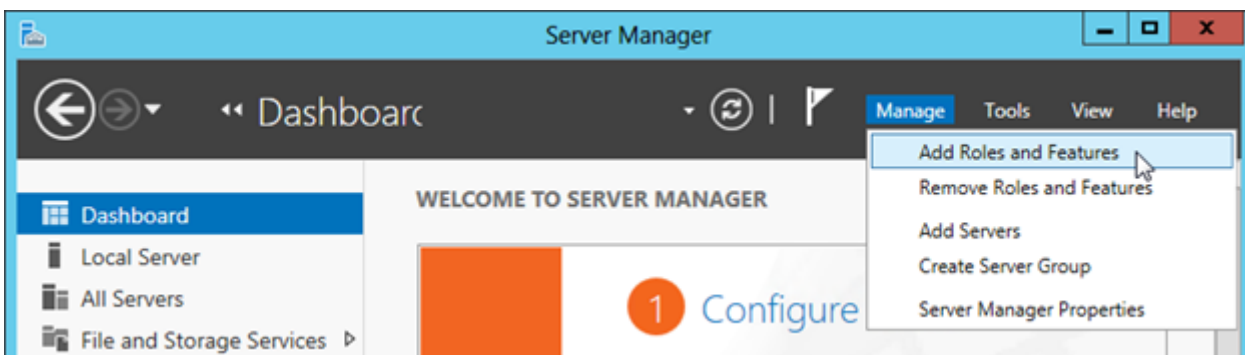 Server Manager
Dashboarc
Manage Tools View Help
Add Roles and Features
Remove Roles and Features
Add Servers
Create Server Group
Server Manager Properties
Dashboard
Local Server
All Servers
File and Storage Services
WELCOME TO SERVER MANAGER
1 Configure